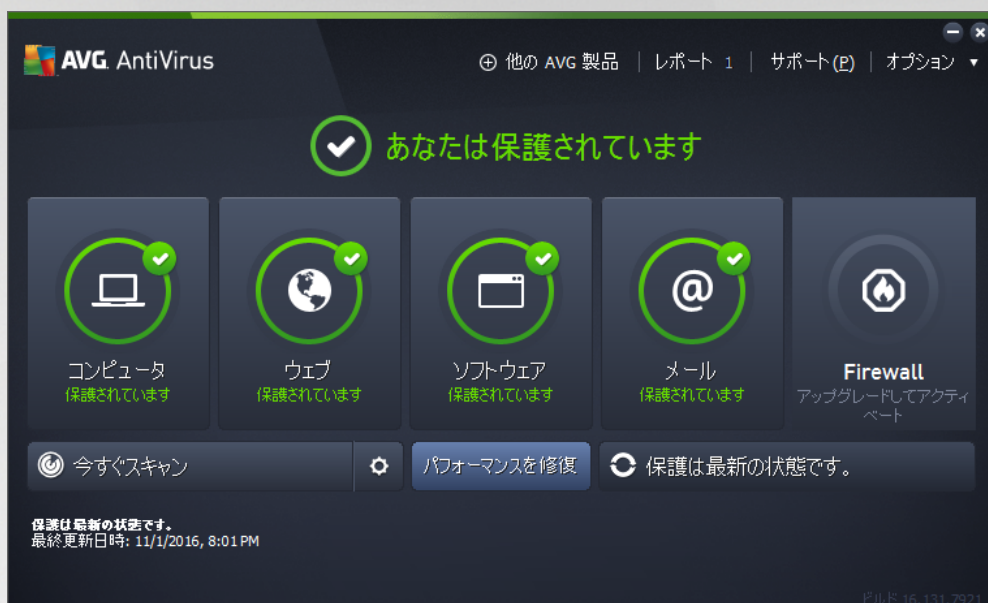 AVG AntiVirus
他の AVG 製品 | レポート 1 | サポート(P) | オプション
あなたは保護されています
コンピュータ
保護されています
ウェブ
保護されています
ソフトウェア
保護されています
メール
保護されています
Firewall
アップグレードしてアクティ
ベート
今すぐスキャン
パフォーマンスを修復
保護は最新の状態です。
保護は最新の状態です。
最終更新日時: 11/1/2016, 8:01 PM
ビルド 16.131.7921